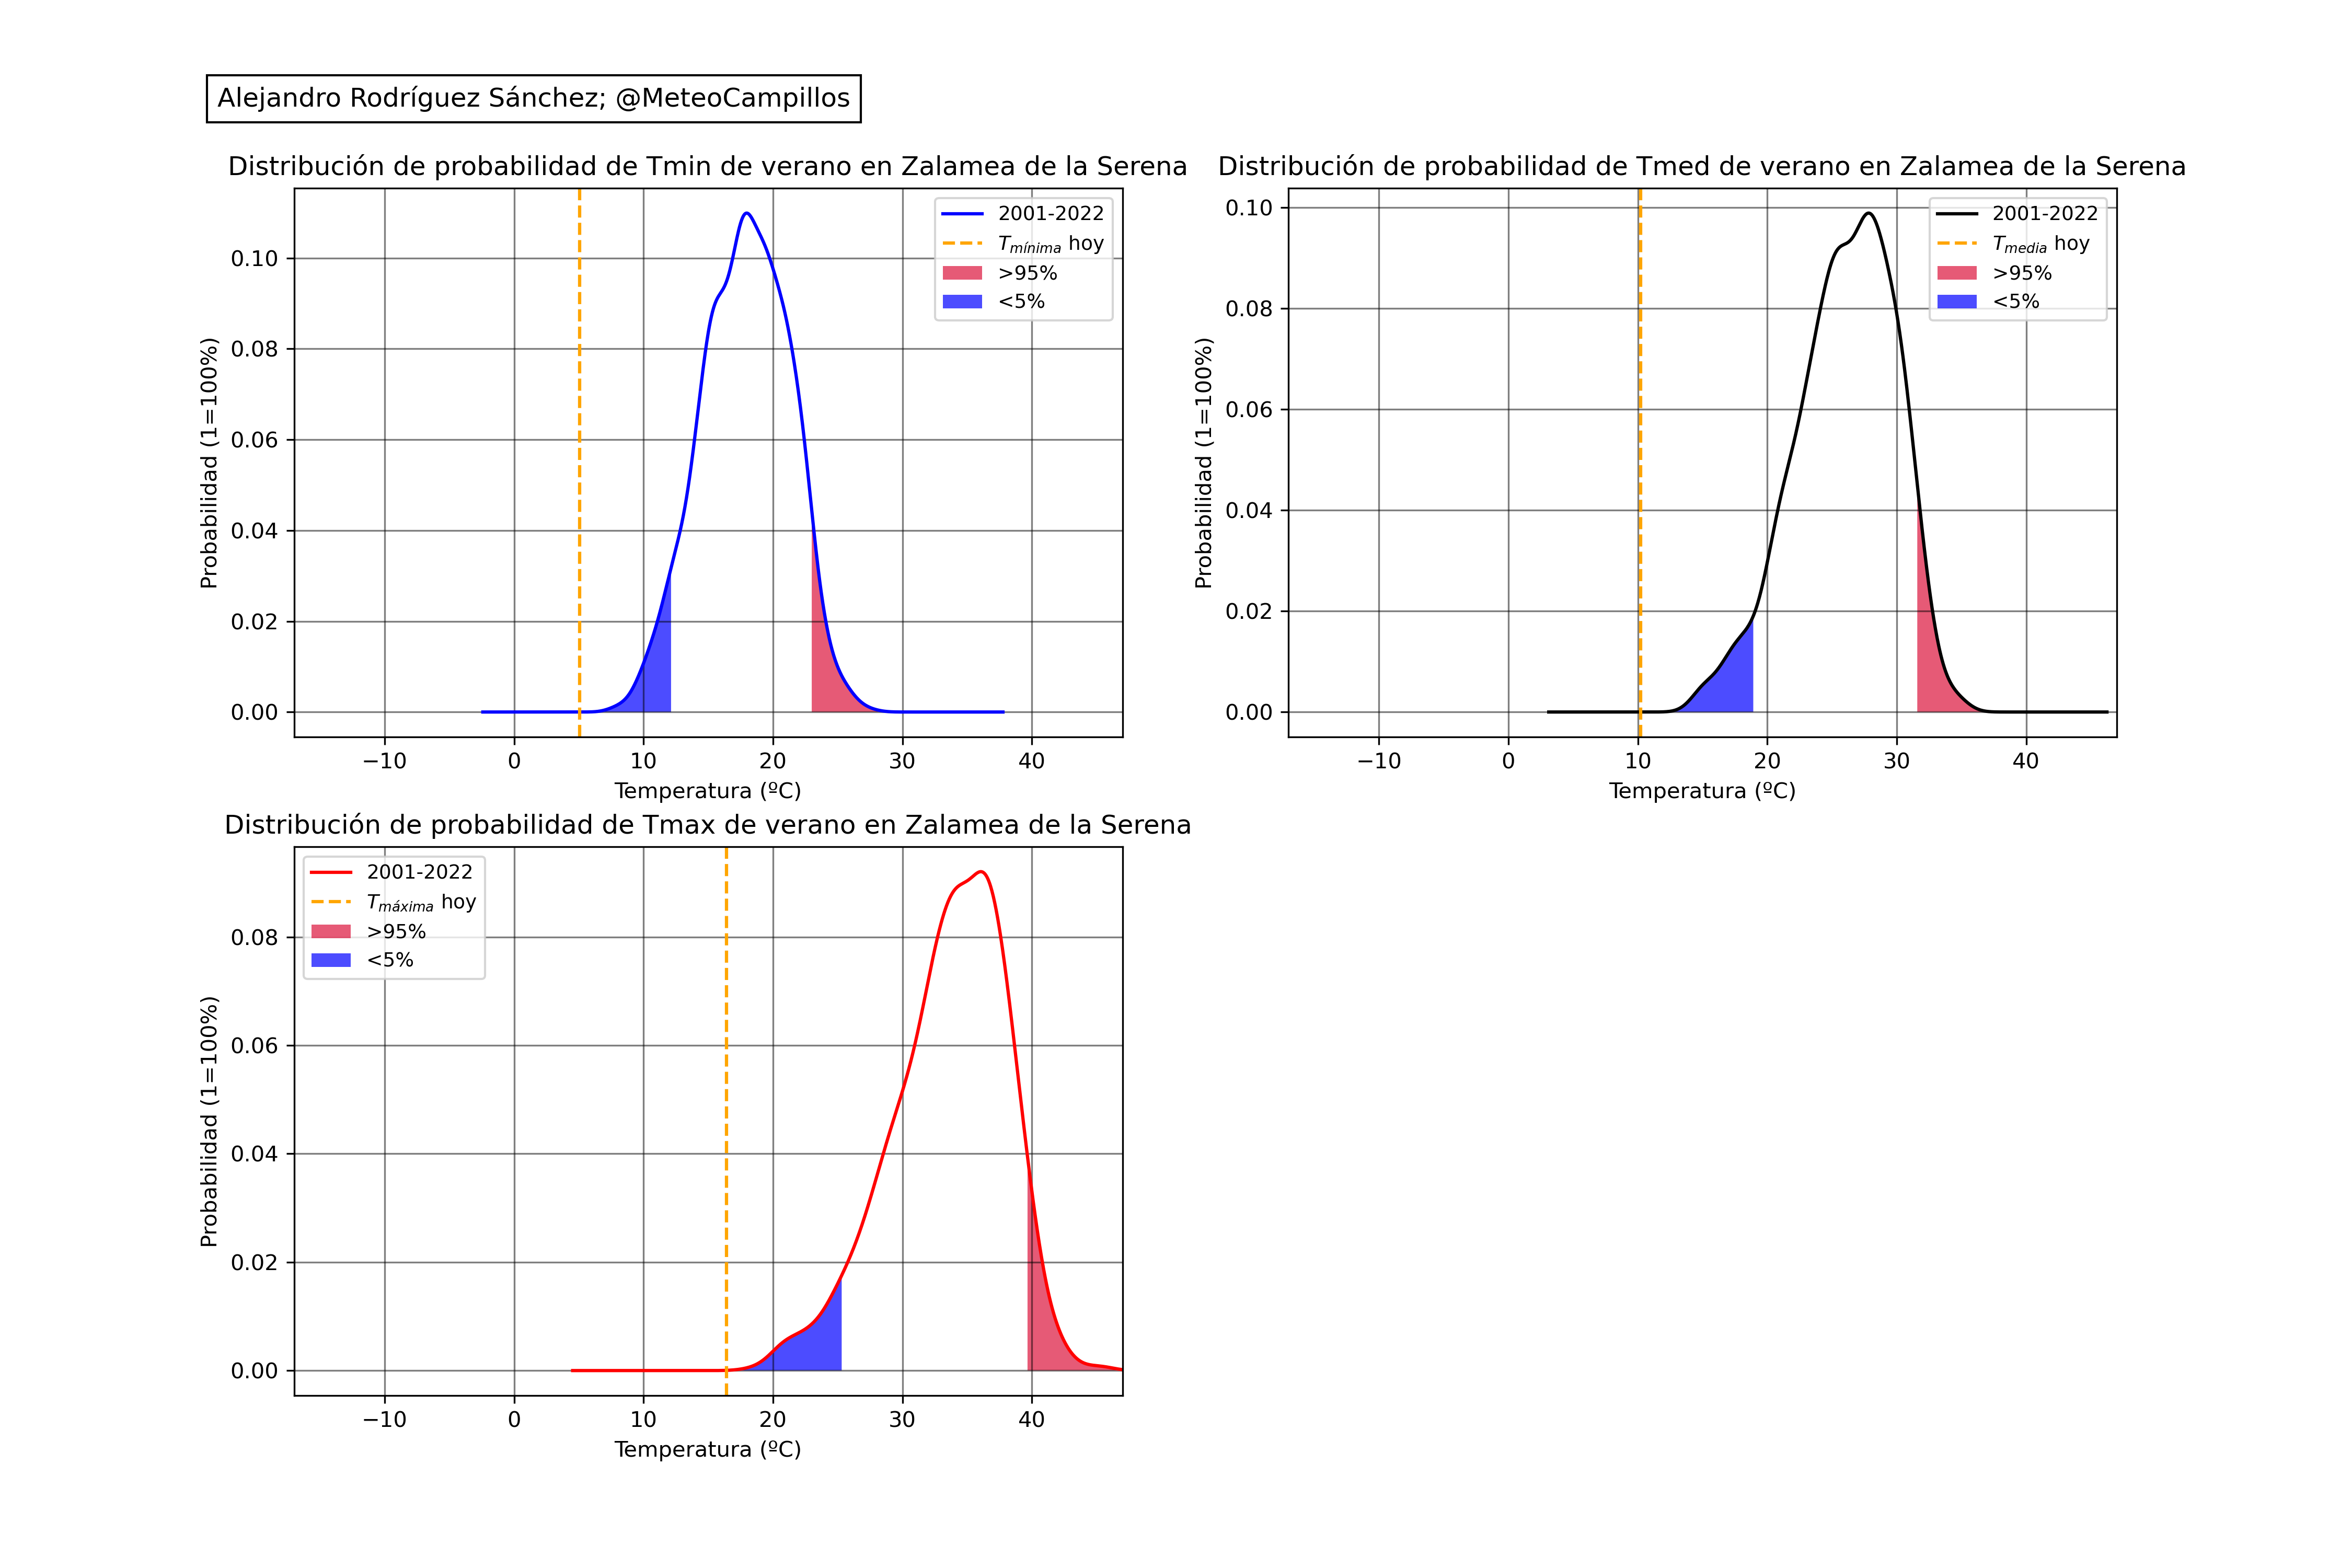 Alejandro Rodríguez Sánchez; @MeteoCampillos
Distribución de probabilidad de Tmin de verano en Zalamea de la Serena
2001-2022
T_mínima hoy
>95%
<5%
Probabilidad (1=100%)
0.10
0.08
0.06
0.04
0.02
0.00
−10 0 10 20 30 40
Temperatura (ºC)
Distribución de probabilidad de Tmed de verano en Zalamea de la Serena
2001-2022
T_media hoy
>95%
<5%
Probabilidad (1=100%)
0.10
0.08
0.06
0.04
0.02
0.00
−10 0 10 20 30 40
Temperatura (ºC)
Distribución de probabilidad de Tmax de verano en Zalamea de la Serena
2001-2022
T_máxima hoy
>95%
<5%
Probabilidad (1=100%)
0.08
0.06
0.04
0.02
0.00
−10 0 10 20 30 40
Temperatura (ºC)